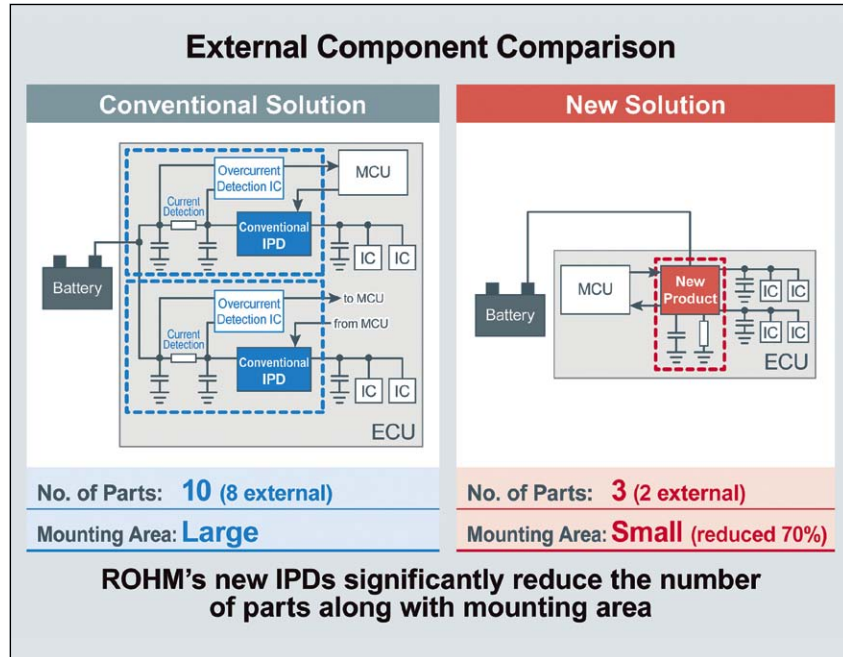 External Component Comparison
Conventional Solution
Overcurrent
Detection IC
MCU
Current
Detection
Conventional
IPD
IC IC
Battery
Overcurrent
Detection IC
to MCU
from MCU
Current
Detection
Conventional
IPD
IC IC
ECU
No. of Parts: 10 (8 external)
Mounting Area: Large
New Solution
MCU
New
Product
IC IC
Battery
IC IC
ECU
No. of Parts: 3 (2 external)
Mounting Area: Small (reduced 70%)
ROHM's new IPDs significantly reduce the number
of parts along with mounting area